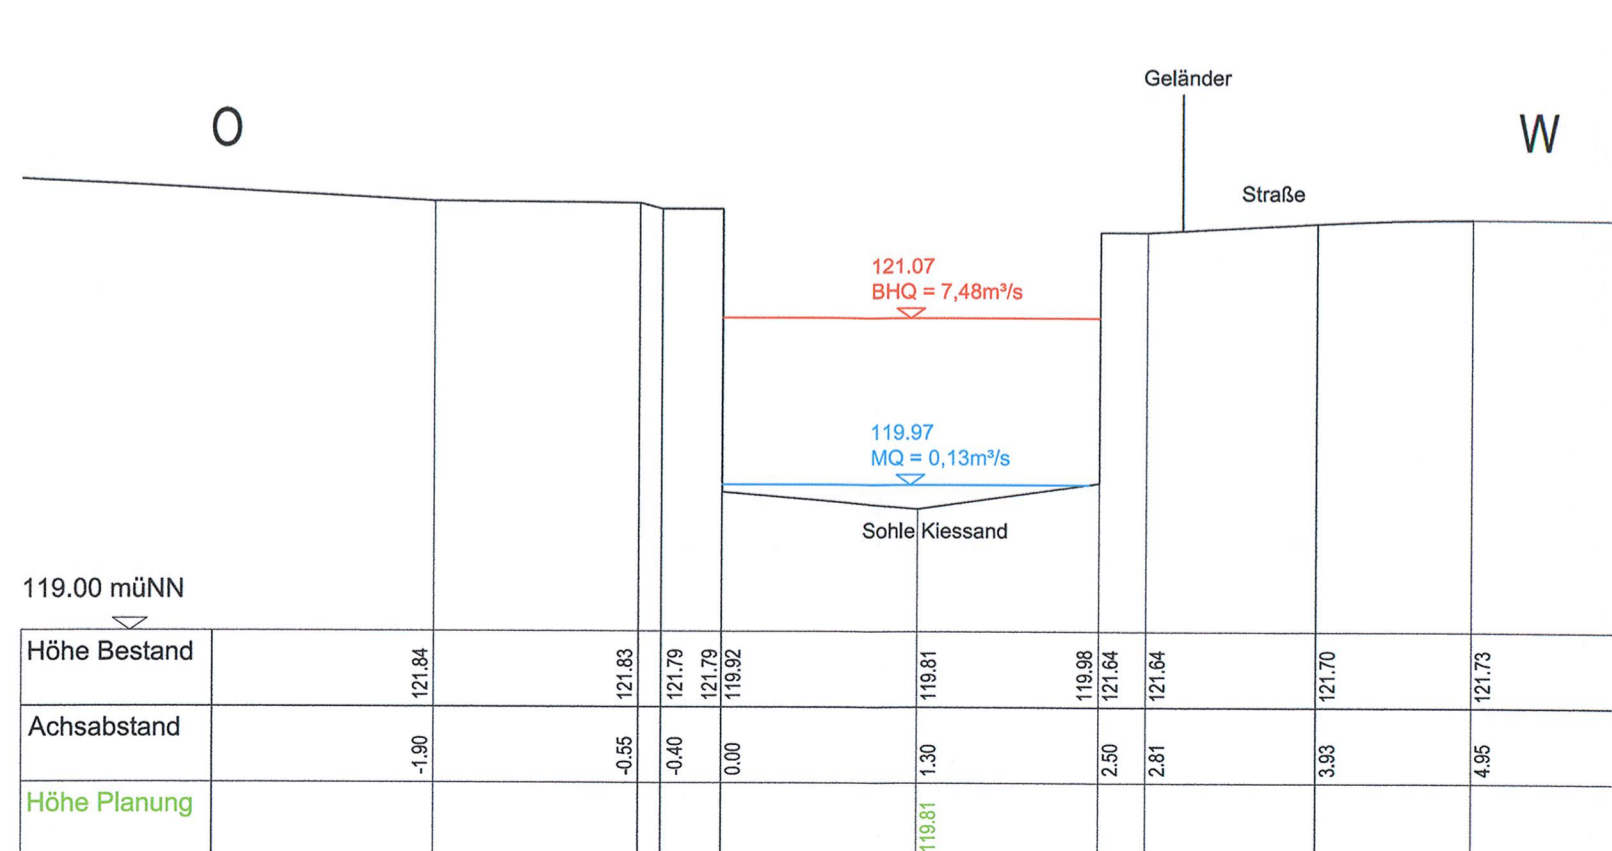 Geländer
O
W
Straße
121.07
BHQ = 7,48m³/s
119.97
MQ = 0,13m³/s
Sohle Kiessand
119.00 müNN
Höhe Bestand 121.84 121.83 121.79 121.79 119.92 119.81 119.98 121.64 121.64 121.70 121.73
Achsabstand -1.90 -0.55 -0.40 0.00 1.30 2.50 2.81 3.93 4.95
Höhe Planung 119.81